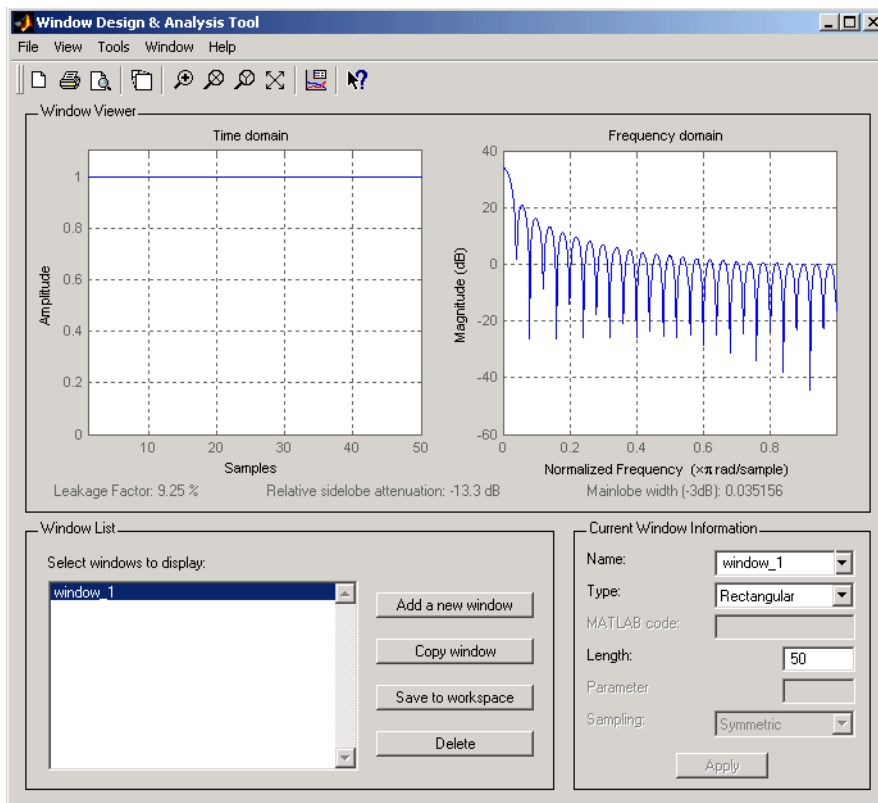 Window Design & Analysis Tool
File View Tools Window Help
Window Viewer
Time domain
Frequency domain
Amplitude
1
0.8
0.6
0.4
0.2
0
10 20 30 40 50
Samples
Magnitude (dB)
40
20
0
-20
-40
-60
0 0.2 0.4 0.6 0.8
Normalized Frequency (×π rad/sample)
Leakage Factor: 9.25 %
Relative sidelobe attenuation: -13.3 dB
Mainlobe width (-3dB): 0.035156
Window List
Select windows to display:
window_1
Add a new window
Copy window
Save to workspace
Delete
Current Window Information
Name: window_1
Type: Rectangular
MATLAB code:
Length: 50
Parameter
Sampling: Symmetric
Apply